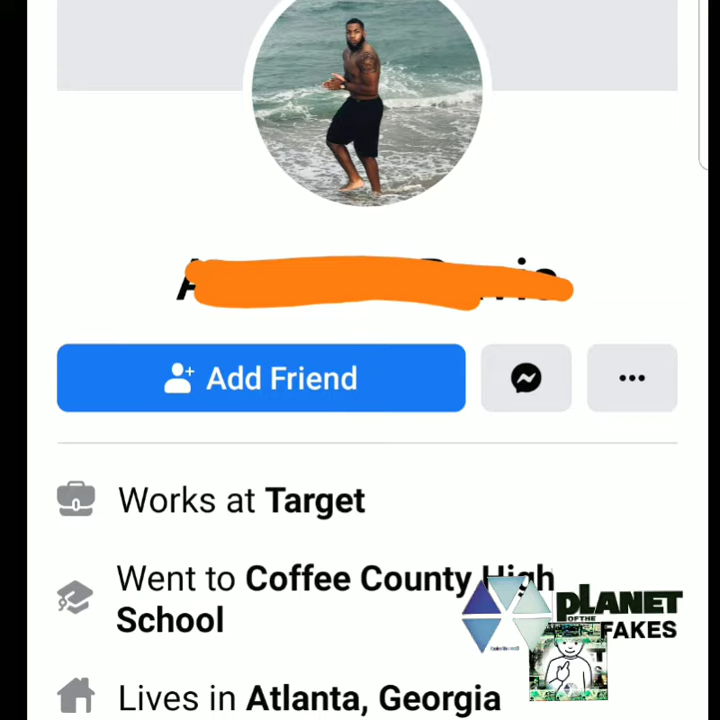 Add Friend
Works at Target
Went to Coffee County High
School
PLANET
OF THE
FAKES
Lives in Atlanta, Georgia